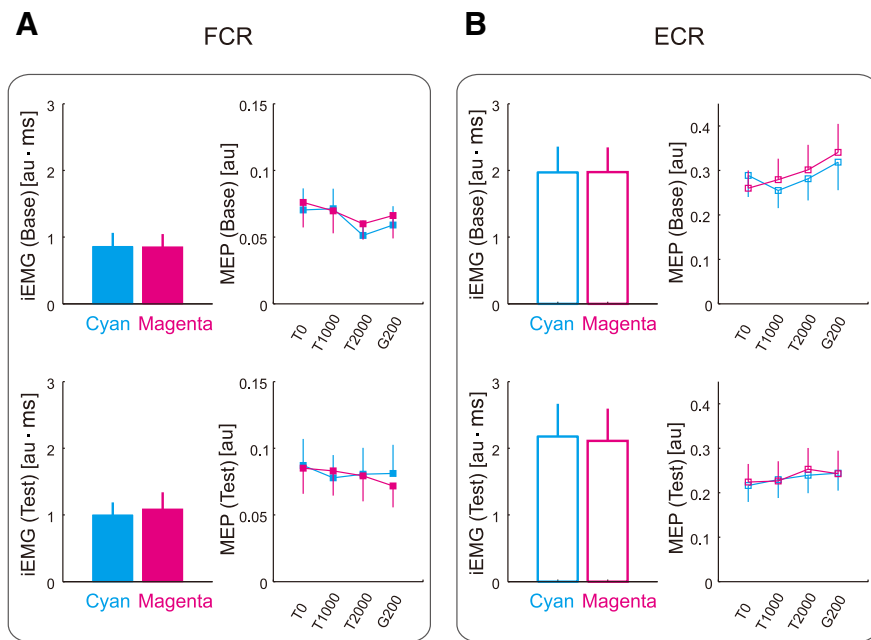 A
FCR
iEMG (Base) [au・ms]
3
2
1
0
Cyan Magenta
MEP (Base) [au]
0.15
0.1
0.05
0
T0
T1000
T2000
G200
iEMG (Test) [au・ms]
3
2
1
0
Cyan Magenta
MEP (Test) [au]
0.15
0.1
0.05
0
T0
T1000
T2000
G200
B
ECR
iEMG (Base) [au・ms]
3
2
1
0
Cyan Magenta
MEP (Base) [au]
0.4
0.3
0.2
0.1
0
T0
T1000
T2000
G200
iEMG (Test) [au・ms]
3
2
1
0
Cyan Magenta
MEP (Test) [au]
0.4
0.3
0.2
0.1
0
T0
T1000
T2000
G200